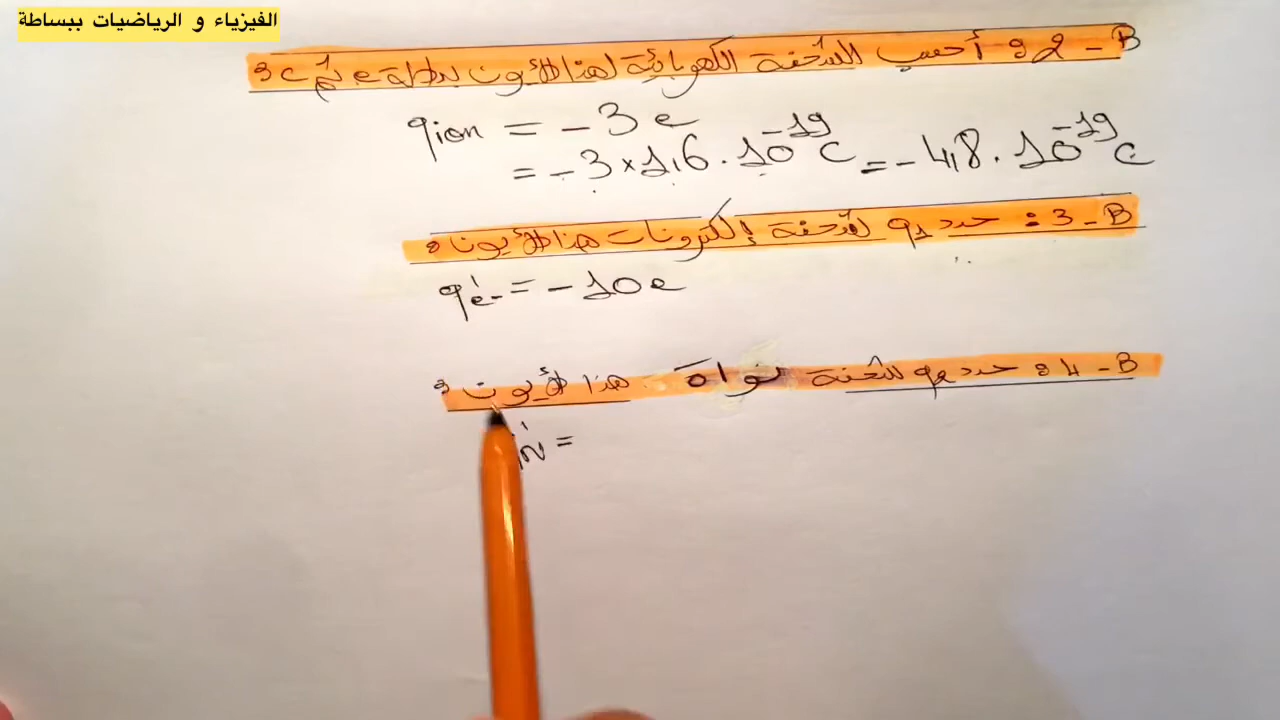 الفيزياء و الرياضيات ببساطة
B - 2 : أحسب الشحنة الكهربائية لهذا الأيون بدلالة e ثم C :
qion = - 3 e
= - 3 × 1,6 . 10⁻¹⁹ C = - 4,8 . 10⁻¹⁹ C
B - 3 : حدد q1 شحنة إلكترونات هذا الأيون :
q'e- = - 10 e
B - 4 : حدد q2 شحنة نواة هذا الأيون :
'N =